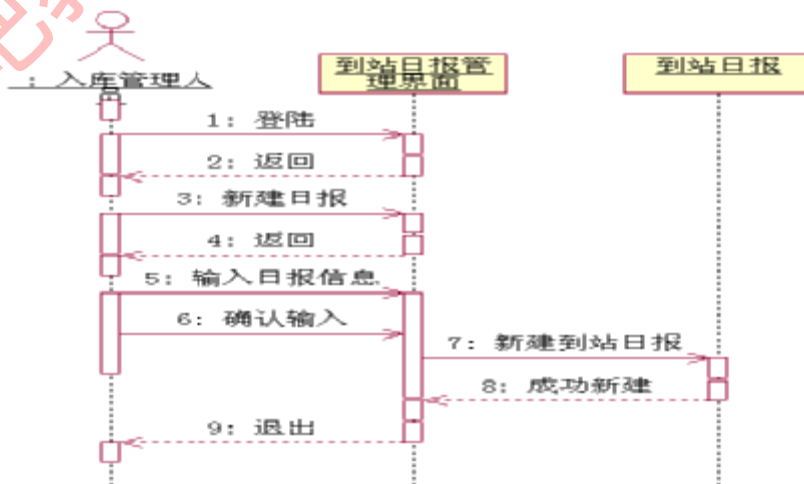 : 入库管理人
到站日报管
理界面
到站日报
1: 登陆
2: 返回
3: 新建日报
4: 返回
5: 输入日报信息
6: 确认输入
7: 新建到站日报
8: 成功新建
9: 退出